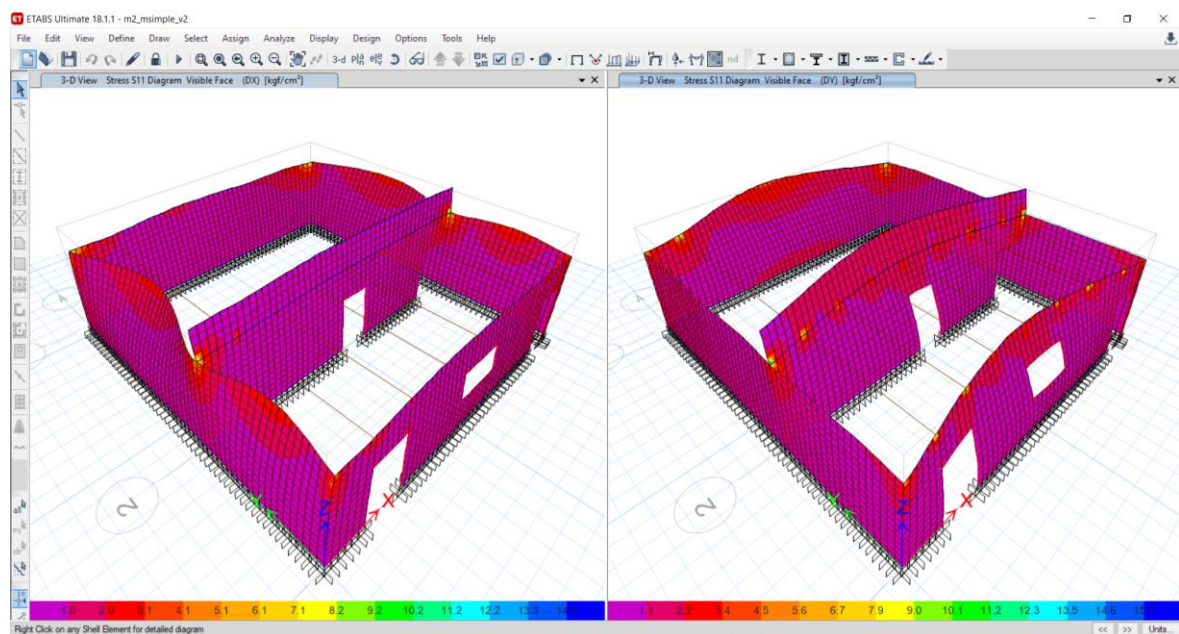 ETABS Ultimate 18.1.1 - m2_msimple_v2
File Edit View Define Draw Select Assign Analyze Display Design Options Tools Help
3-d nd
3-D View Stress S11 Diagram Visible Face (DX) [kgf/cm²]
3-D View Stress S11 Diagram Visible Face (DY) [kgf/cm²]
2 Y Z X
2 Y Z X
1.0 2.0 3.1 4.1 5.1 6.1 7.1 8.2 9.2 10.2 11.2 12.2 13.3
1.1 2.2 3.4 4.5 5.6 6.7 7.9 9.0 10.1 11.2 12.3 13.5
Right Click on any Shell Element for detailed diagram
<< >> Units...